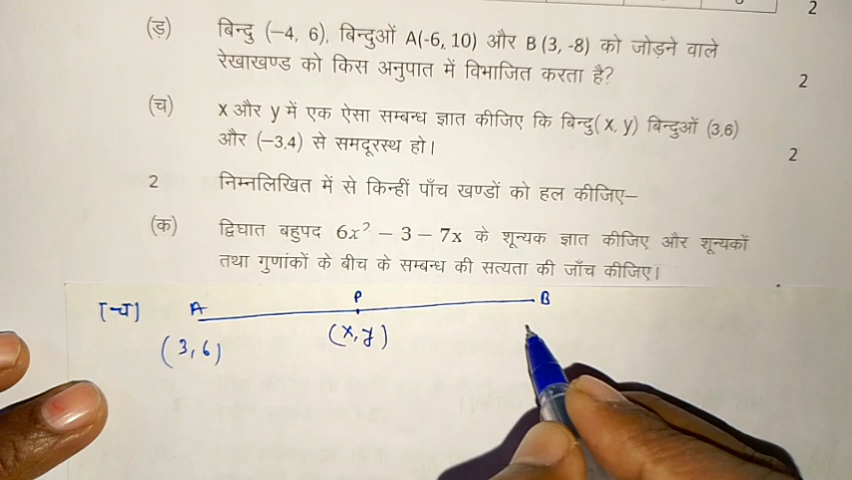 2
(ड़) बिन्दु (−4, 6), बिन्दुओं A(-6, 10) और B (3, -8) को जोड़ने वाले
रेखाखण्ड को किस अनुपात में विभाजित करता है? 2
(च) x और y में एक ऐसा सम्बन्ध ज्ञात कीजिए कि बिन्दु( x, y) बिन्दुओं (3,6)
और (−3,4) से समदूरस्थ हो। 2
2 निम्नलिखित में से किन्हीं पाँच खण्डों को हल कीजिए−
(क) द्विघात बहुपद 6x² − 3 − 7x के शून्यक ज्ञात कीजिए और शून्यकों
तथा गुणांकों के बीच के सम्बन्ध की सत्यता की जाँच कीजिए।
[च] A P B
(3,6) (x,y)